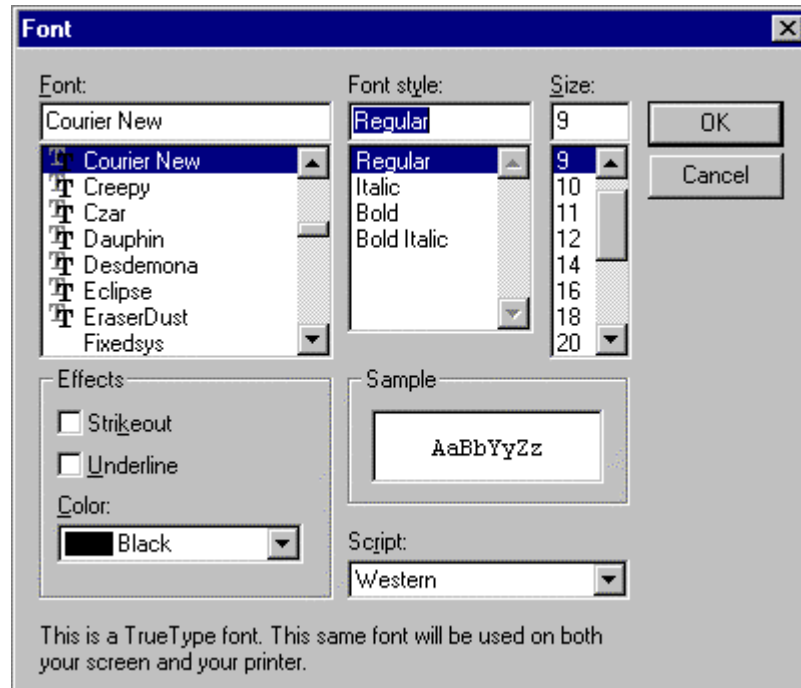 Font
Font:
Courier New
Courier New
Creepy
Czar
Dauphin
Desdemona
Eclipse
EraserDust
Fixedsys
Font style:
Regular
Regular
Italic
Bold
Bold Italic
Size:
9
9
10
11
12
14
16
18
20
OK
Cancel
Effects
Strikeout
Underline
Color:
Black
Sample
AaBbYyZz
Script:
Western
This is a TrueType font. This same font will be used on both
your screen and your printer.